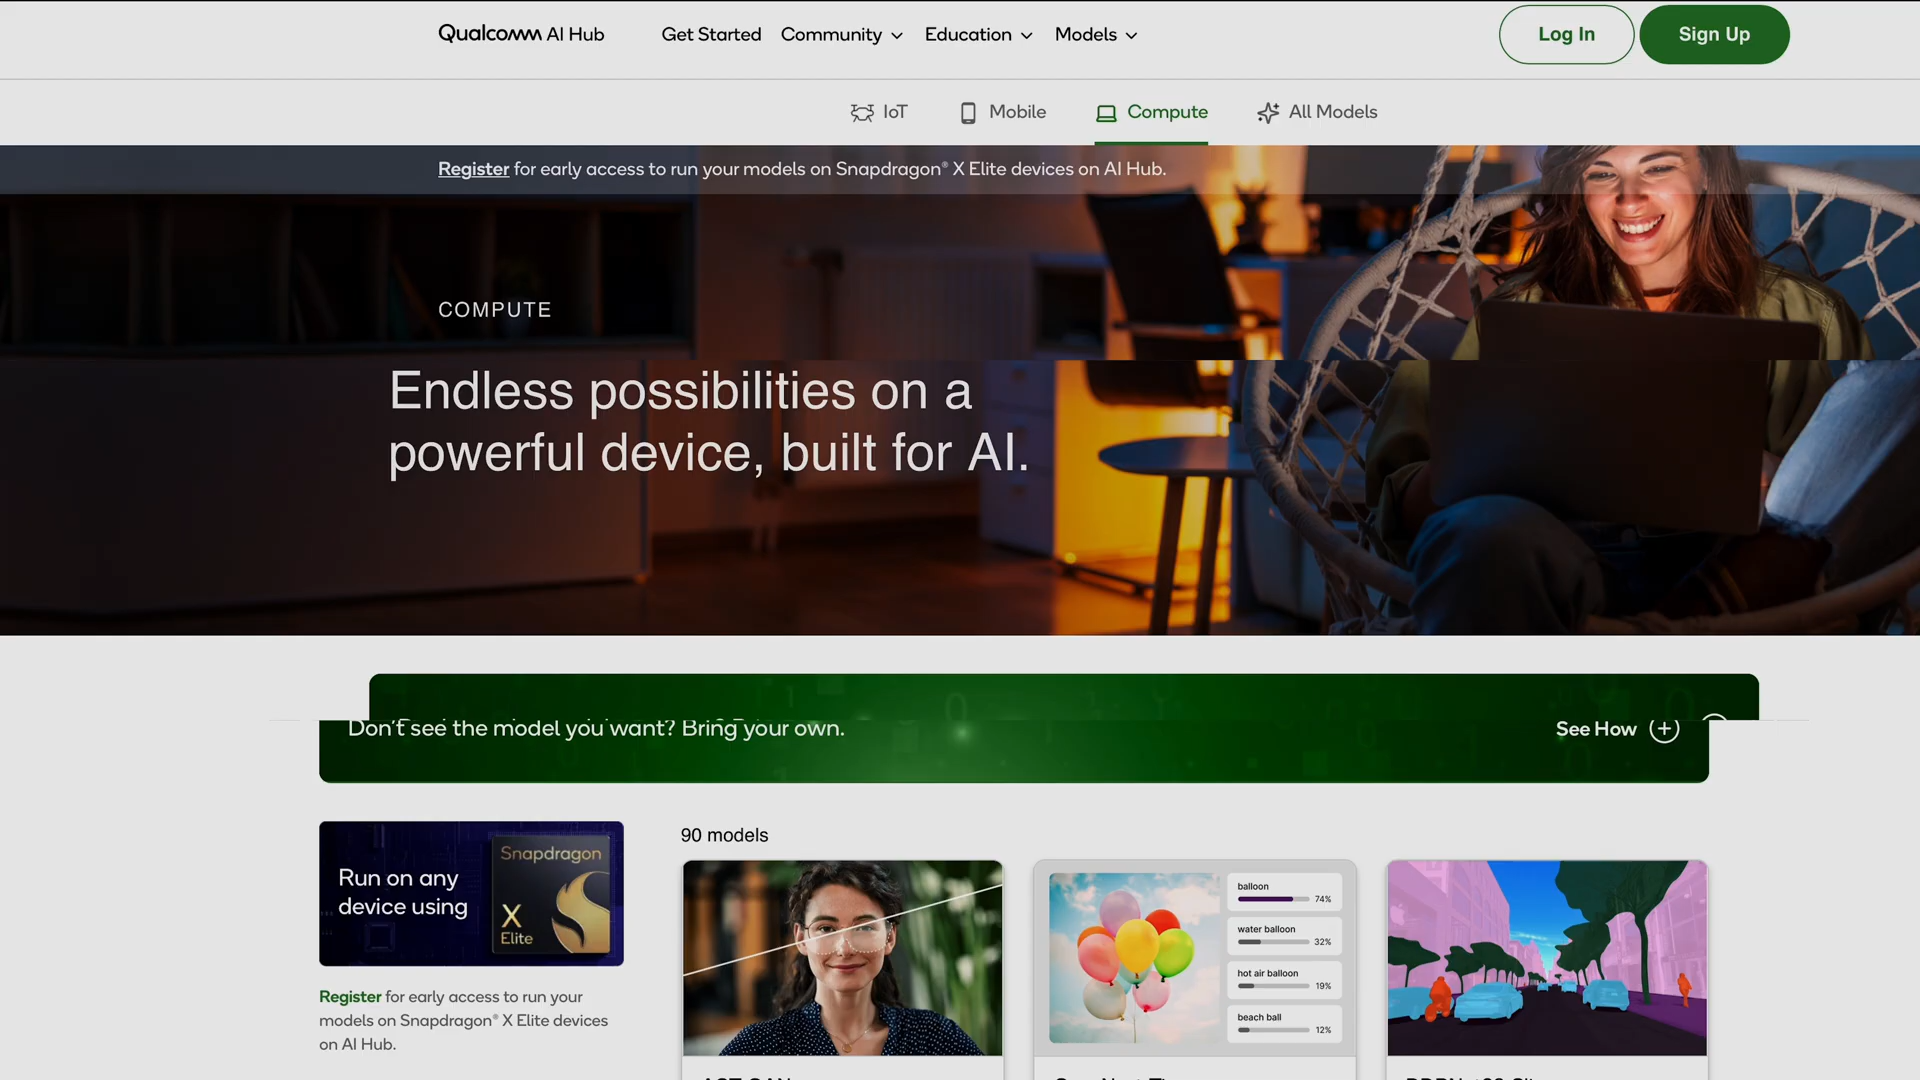 Qualcomm AI Hub
Get Started
Community
Education
Models
Log In
Sign Up
IoT
Mobile
Compute
All Models
Register for early access to run your models on Snapdragon® X Elite devices on AI Hub.
COMPUTE
Endless possibilities on a
powerful device, built for AI.
Don't see the model you want? Bring your own.
See How
Run on any
device using
Snapdragon
X
Elite
Register for early access to run your
models on Snapdragon® X Elite devices
on AI Hub.
90 models
balloon
74%
water balloon
32%
hot air balloon
19%
beach ball
12%